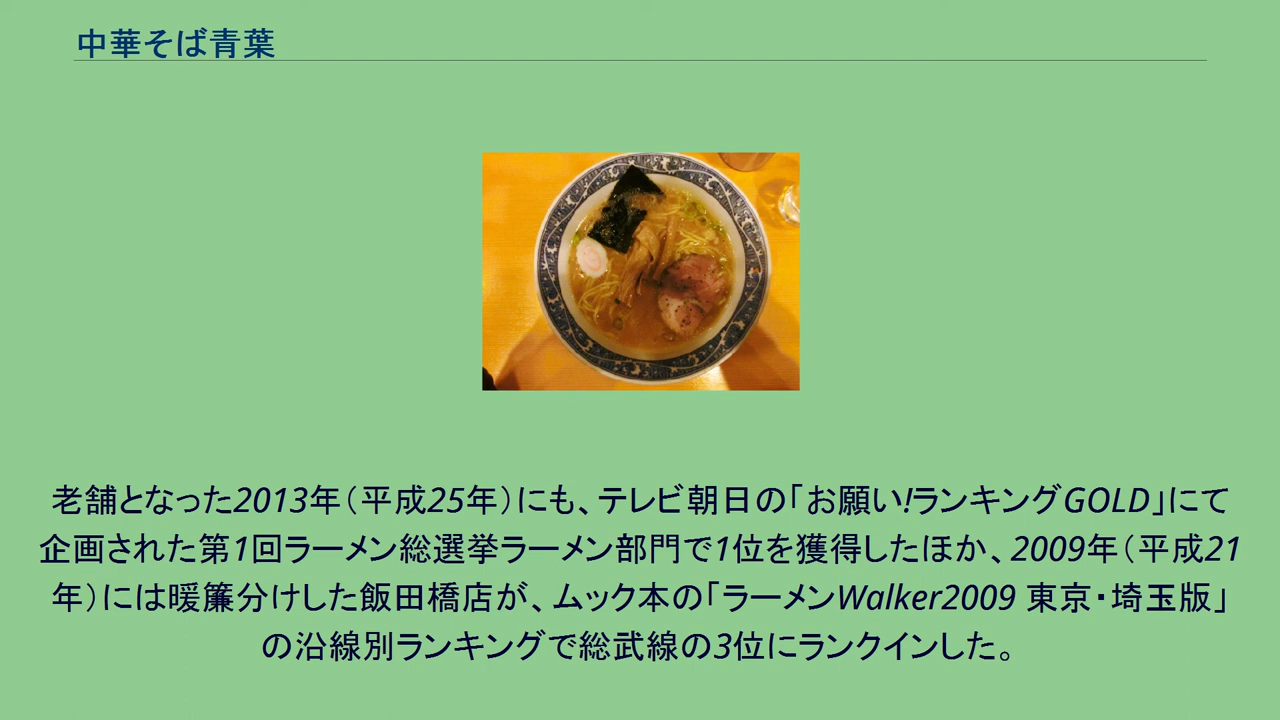 中華そば青葉
老舗となった2013年（平成25年）にも、テレビ朝日の「お願い!ランキングGOLD」にて
企画された第1回ラーメン総選挙ラーメン部門で1位を獲得したほか、2009年（平成21
年）には暖簾分けした飯田橋店が、ムック本の「ラーメンWalker2009 東京・埼玉版」
の沿線別ランキングで総武線の3位にランクインした。